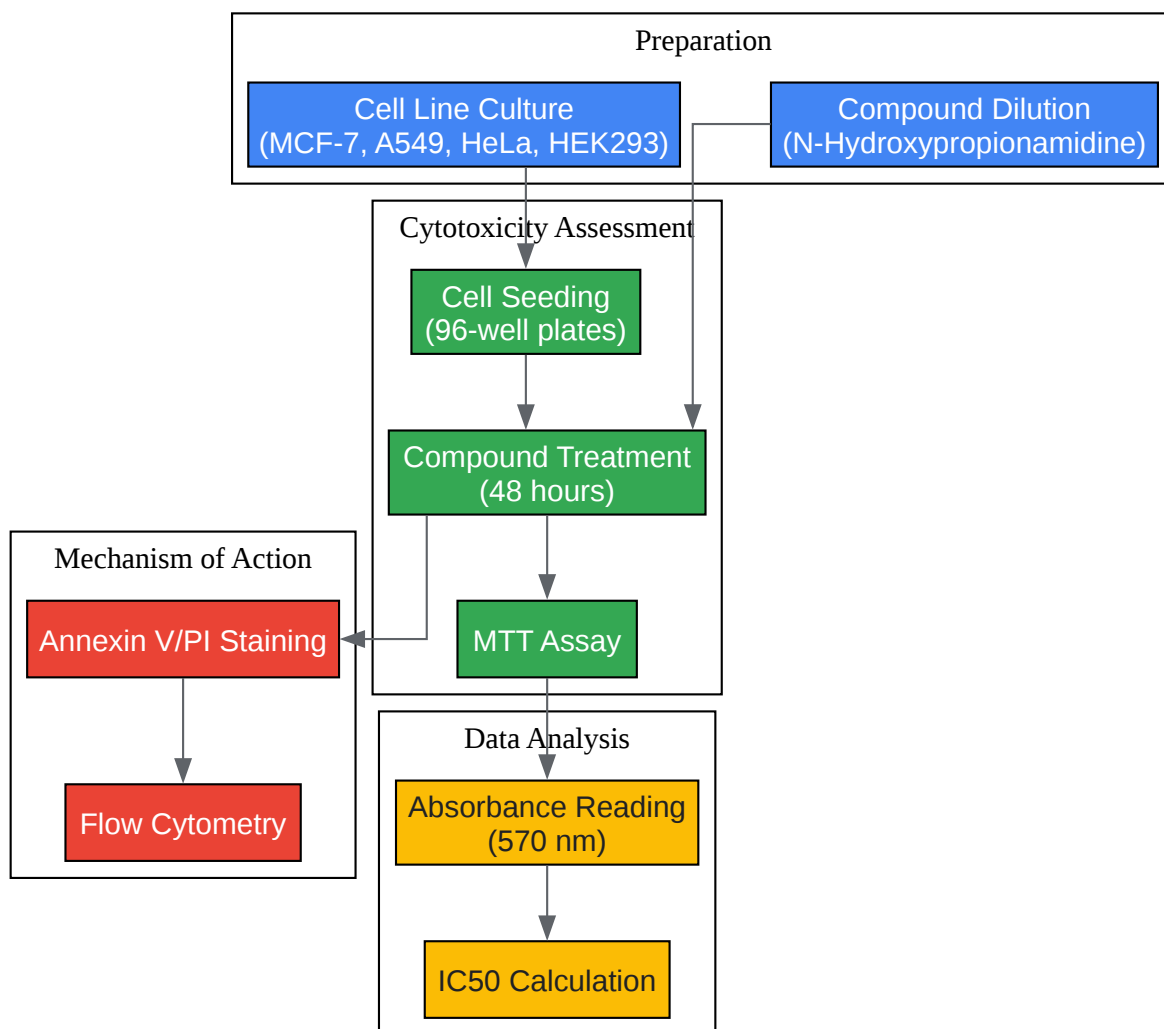 Preparation
Cell Line Culture
(MCF-7, A549, HeLa, HEK293)
Compound Dilution
(N-Hydroxypropionamidine)
Cytotoxicity Assessment
Cell Seeding
(96-well plates)
Compound Treatment
(48 hours)
Mechanism of Action
Annexin V/PI Staining
MTT Assay
Data Analysis
Flow Cytometry
Absorbance Reading
(570 nm)
IC50 Calculation